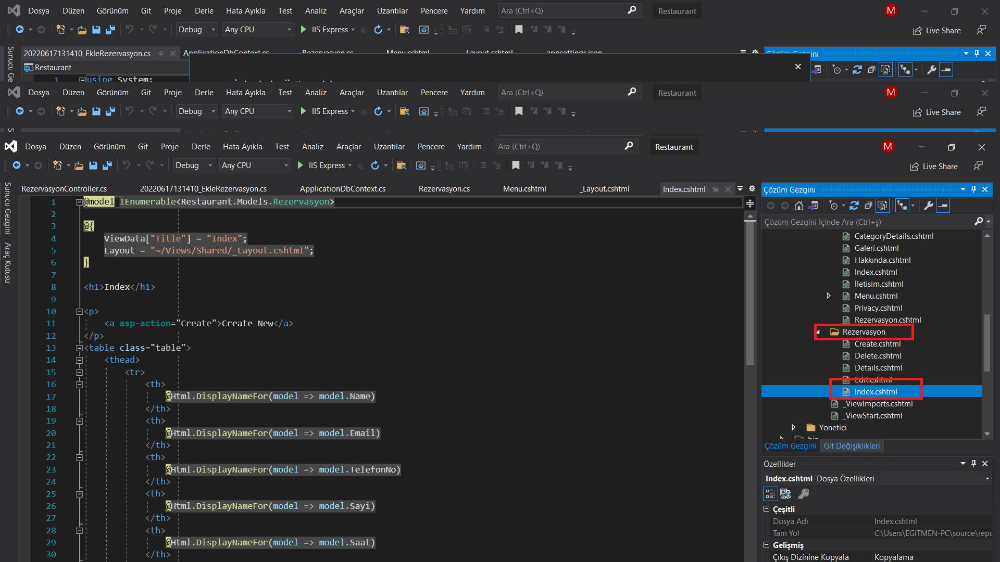 Dosya Düzen Görünüm Git Proje Derle Hata Ayıkla Test Analiz Araçlar Uzantılar Pencere Yardım Ara (Ctrl+Q) Restaurant M
Debug Any CPU IIS Express Live Share
Sunucu Ge
20220617131410_EkleRezervasyon.cs ApplicationDbContext.cs Rezervasyon.cs Menu.cshtml Layout.cshtml appsettings.json Çözüm Gezgini
Restaurant
1 using System;
Dosya Düzen Görünüm Git Proje Derle Hata Ayıkla Test Analiz Araçlar Uzantılar Pencere Yardım Ara (Ctrl+Q) Restaurant M
Debug Any CPU IIS Express Live Share
Dosya Düzen Görünüm Git Proje Derle Hata Ayıkla Test Analiz Araçlar Uzantılar Pencere Yardım Ara (Ctrl+Q) Restaurant M
Debug Any CPU IIS Express Live Share
Sunucu Gezgini
Araç Kutusu
RezervasyonController.cs 20220617131410_EkleRezervasyon.cs ApplicationDbContext.cs Rezervasyon.cs Menu.cshtml _Layout.cshtml Index.cshtml
1 @model IEnumerable<Restaurant.Models.Rezervasyon>
2
3 @{
4 ViewData["Title"] = "Index";
5 Layout = "~/Views/Shared/_Layout.cshtml";
6 }
7
8 <h1>Index</h1>
9
10 <p>
11 <a asp-action="Create">Create New</a>
12 </p>
13 <table class="table">
14 <thead>
15 <tr>
16 <th>
17 @Html.DisplayNameFor(model => model.Name)
18 </th>
19 <th>
20 @Html.DisplayNameFor(model => model.Email)
21 </th>
22 <th>
23 @Html.DisplayNameFor(model => model.TelefonNo)
24 </th>
25 <th>
26 @Html.DisplayNameFor(model => model.Sayi)
27 </th>
28 <th>
29 @Html.DisplayNameFor(model => model.Saat)
30 </th>
Çözüm Gezgini
Çözüm Gezgini İçinde Ara (Ctrl+ş)
CategoryDetails.cshtml
Galeri.cshtml
Hakkında.cshtml
Index.cshtml
İletisim.cshtml
Menu.cshtml
Privacy.cshtml
Rezervasyon.cshtml
Rezervasyon
Create.cshtml
Delete.cshtml
Details.cshtml
Edit.cshtml
Index.cshtml
_ViewImports.cshtml
_ViewStart.cshtml
Yonetici
bin
Çözüm Gezgini Git Değişiklikleri
Özellikler
Index.cshtml Dosya Özellikleri
Çeşitli
Dosya Adı Index.cshtml
Tam Yol C:\Users\EGITMEN-PC\source\repo
Gelişmiş
Çıkış Dizinine Kopyala Kopyalama